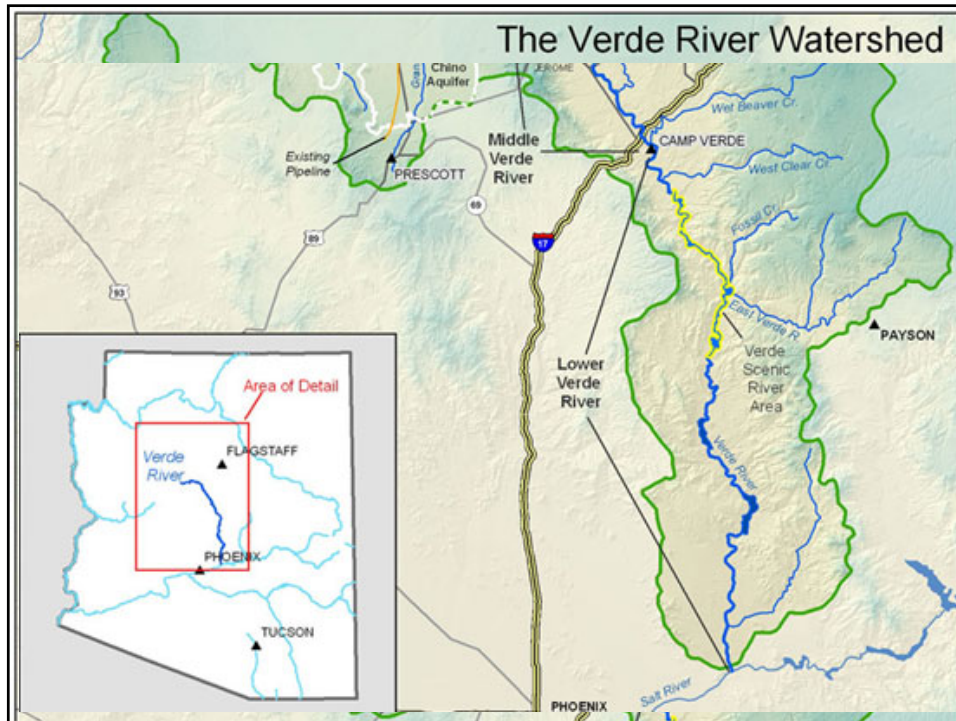 The Verde River Watershed
Chino
Aquifer
JEROME
Wet Beaver Cr.
Middle
Verde
River
CAMP VERDE
Existing
Pipeline
PRESCOTT
West Clear Cr.
69
Fossil Cr.
89
17
93
East Verde R
PAYSON
Verde
Scenic
River
Area
Lower
Verde
River
Area of Detail
FLAGSTAFF
Verde
River
Verde River
PHOENIX
TUCSON
Salt River
PHOENIX